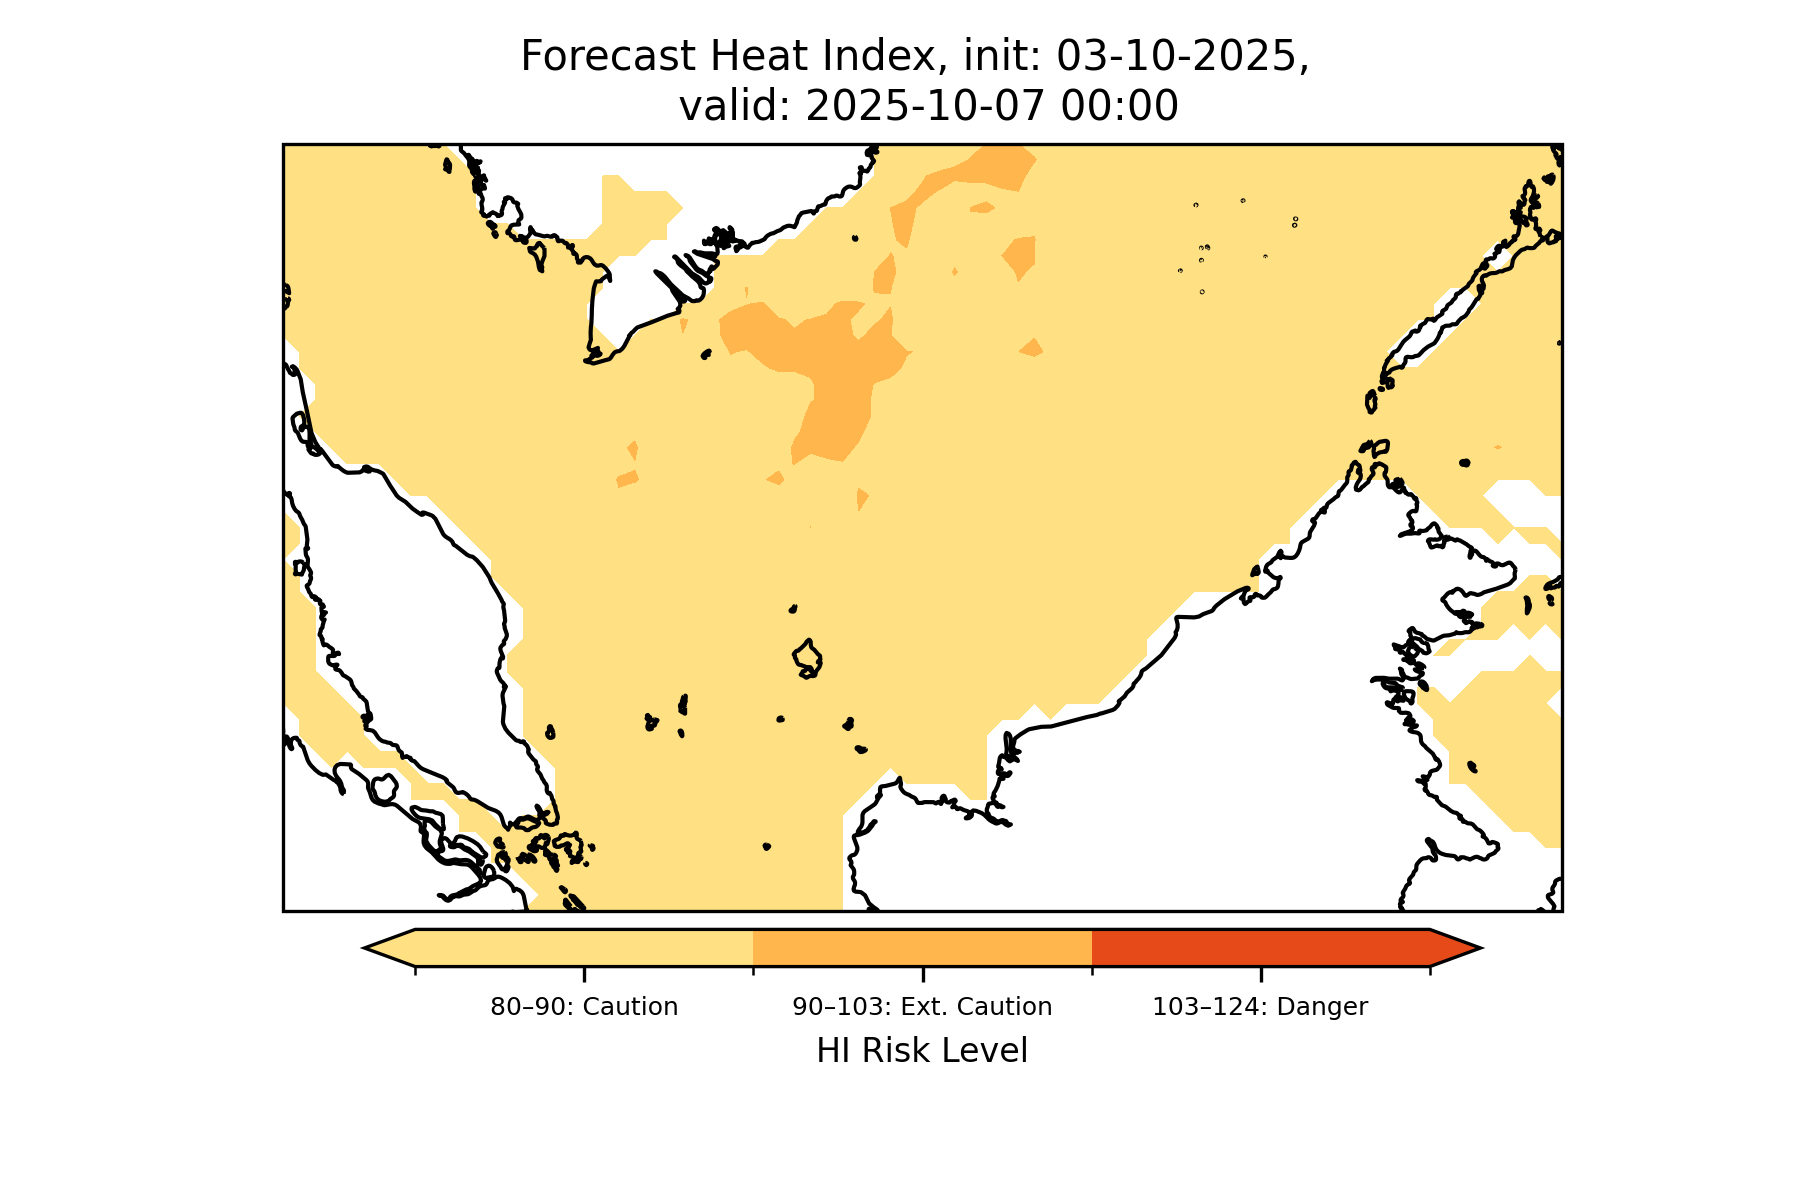 Forecast Heat Index, init: 03-10-2025,
valid: 2025-10-07 00:00
80–90: Caution
90–103: Ext. Caution
103–124: Danger
HI Risk Level